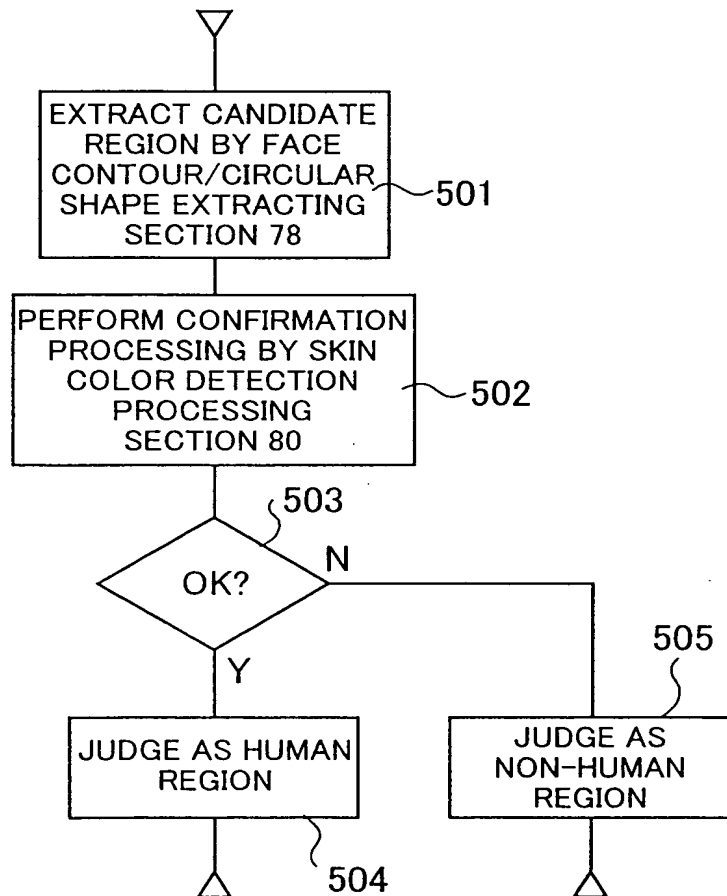 EXTRACT CANDIDATE
REGION BY FACE
CONTOUR/CIRCULAR
SHAPE EXTRACTING
SECTION 78
501
PERFORM CONFIRMATION
PROCESSING BY SKIN
COLOR DETECTION
PROCESSING
SECTION 80
502
503
OK?
N
Y
505
JUDGE AS HUMAN
REGION
504
JUDGE AS
NON-HUMAN
REGION